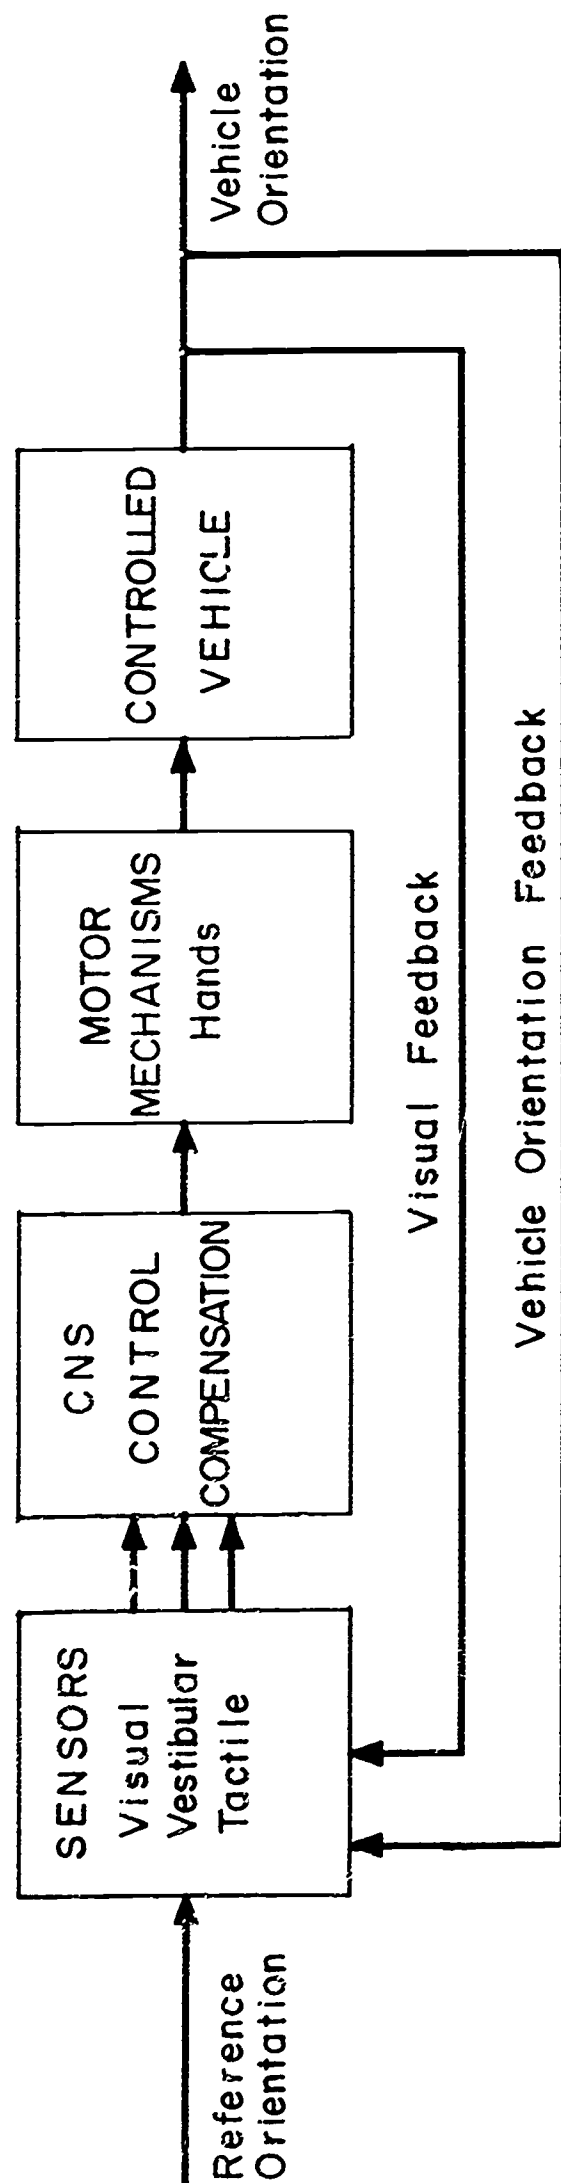 Reference
Orientation
SENSORS
Visual
Vestibular
Tactile
CNS
CONTROL
COMPENSATION
MOTOR
MECHANISMS
Hands
CONTROLLED
VEHICLE
Vehicle
Orientation
Visual Feedback
Vehicle Orientation Feedback